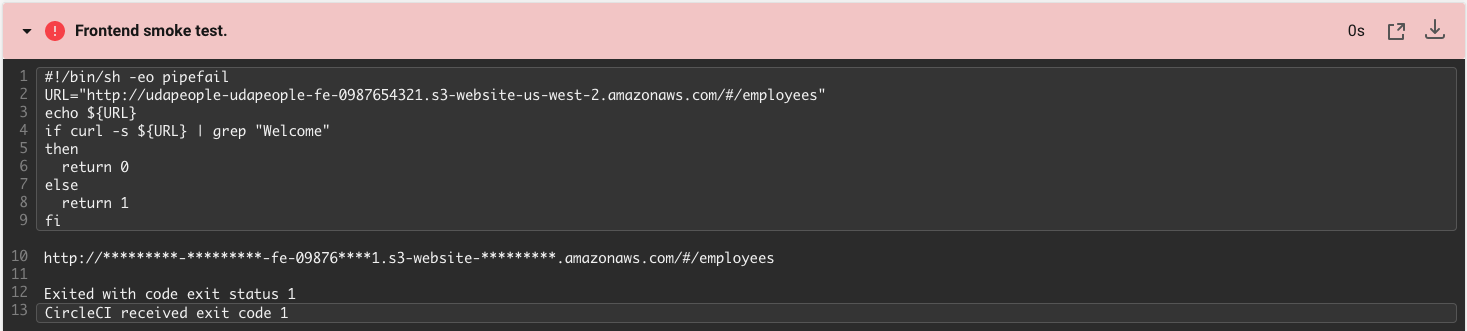 Frontend smoke test.
0s
1 #!/bin/sh -eo pipefail
2 URL="http://udapeople-udapeople-fe-0987654321.s3-website-us-west-2.amazonaws.com/#/employees"
3 echo ${URL}
4 if curl -s ${URL} | grep "Welcome"
5 then
6   return 0
7 else
8   return 1
9 fi
10 http://*********-*********-fe-09876****1.s3-website-*********.amazonaws.com/#/employees
11
12 Exited with code exit status 1
13 CircleCI received exit code 1